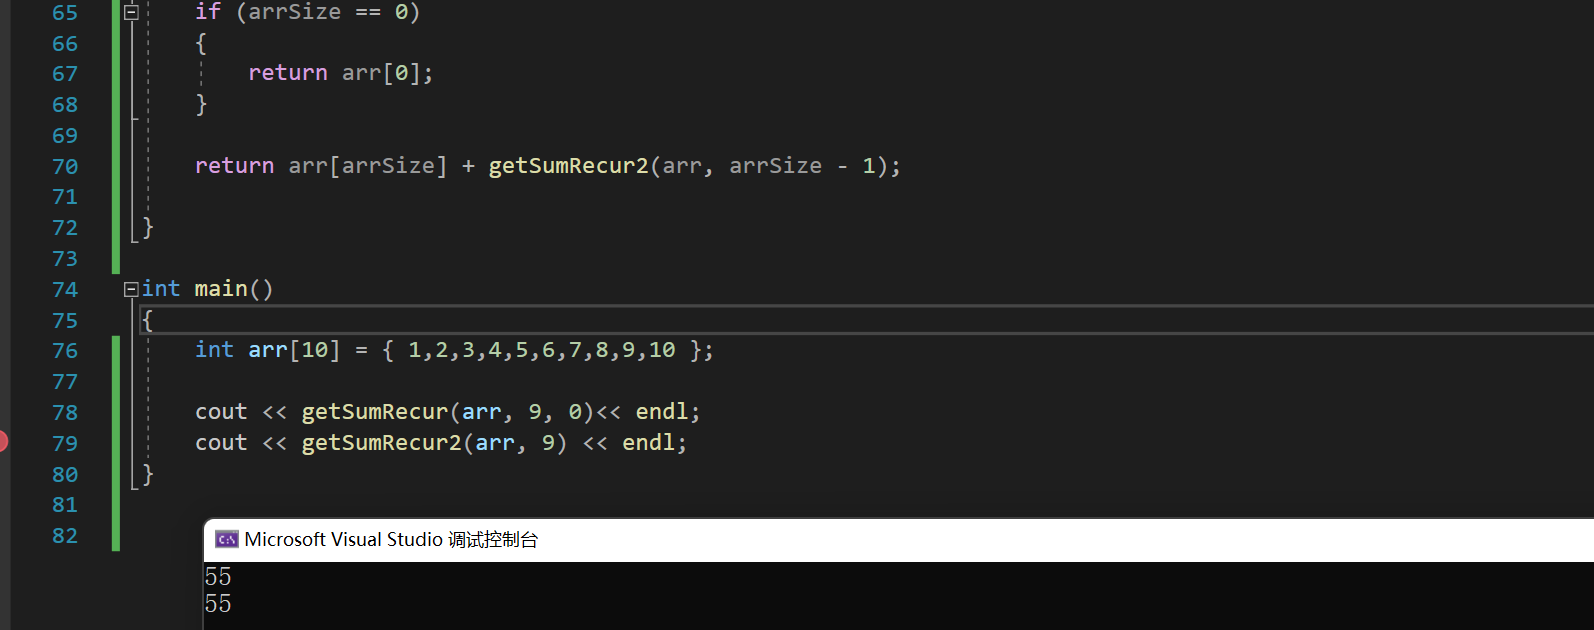 65 if (arrSize == 0)
66 {
67 return arr[0];
68 }
69
70 return arr[arrSize] + getSumRecur2(arr, arrSize - 1);
71
72 }
73
74 int main()
75 {
76 int arr[10] = { 1,2,3,4,5,6,7,8,9,10 };
77
78 cout << getSumRecur(arr, 9, 0)<< endl;
79 cout << getSumRecur2(arr, 9) << endl;
80 }
81
82
C:\ Microsoft Visual Studio 调试控制台
55
55